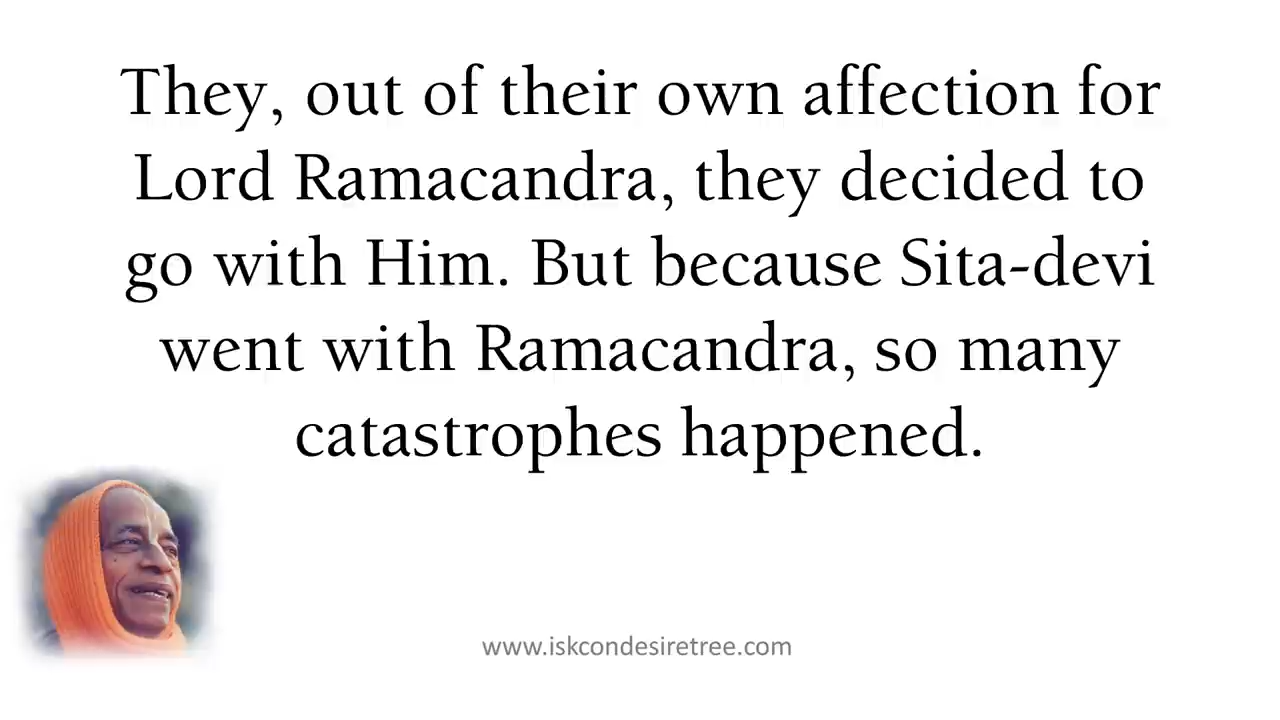 They, out of their own affection for
Lord Ramacandra, they decided to
go with Him. But because Sita-devi
went with Ramacandra, so many
catastrophes happened.
www.iskcondesiretree.com